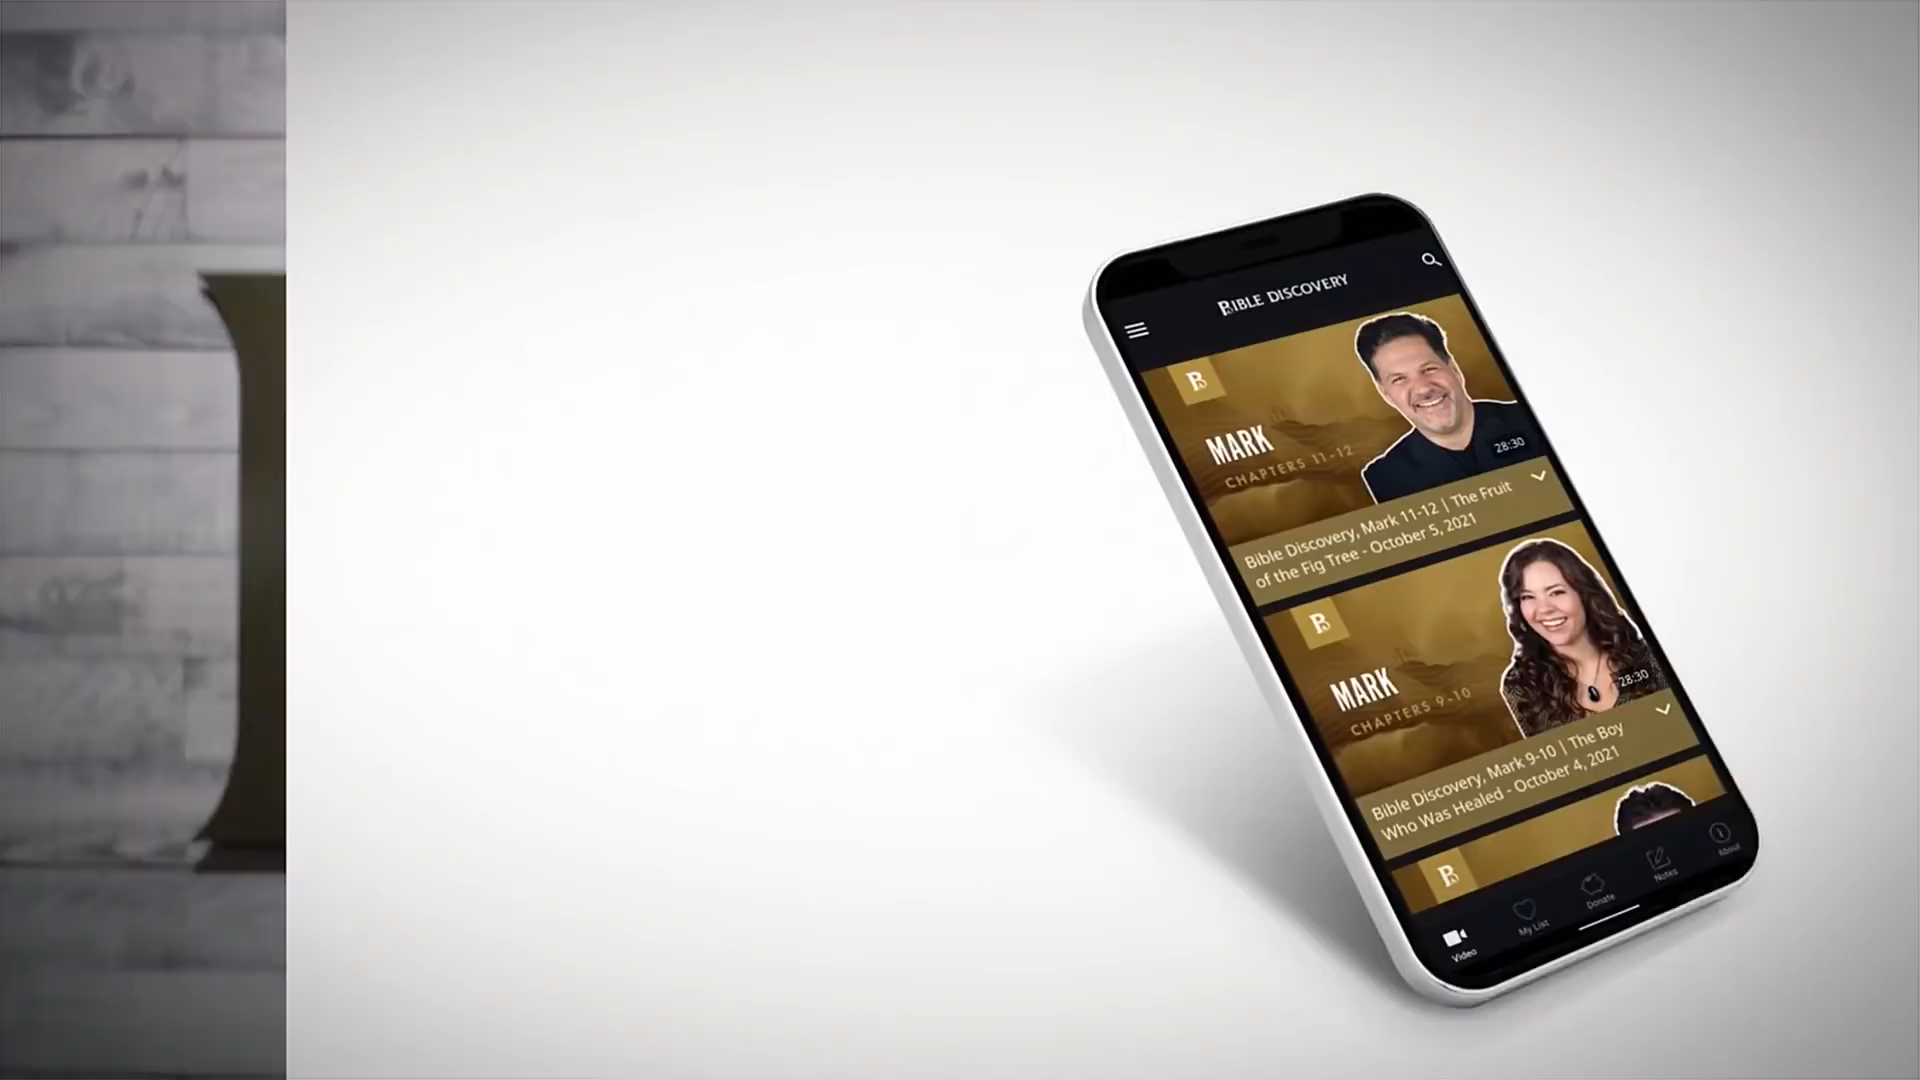 BIBLE DISCOVERY
B
MARK
CHAPTERS 11-12
28:30
Bible Discovery, Mark 11-12 | The Fruit
of the Fig Tree - October 5, 2021
B
MARK
CHAPTERS 9-10
28:30
Bible Discovery, Mark 9-10 | The Boy
Who Was Healed - October 4, 2021
B
Video
My List
Donate
Notes
About